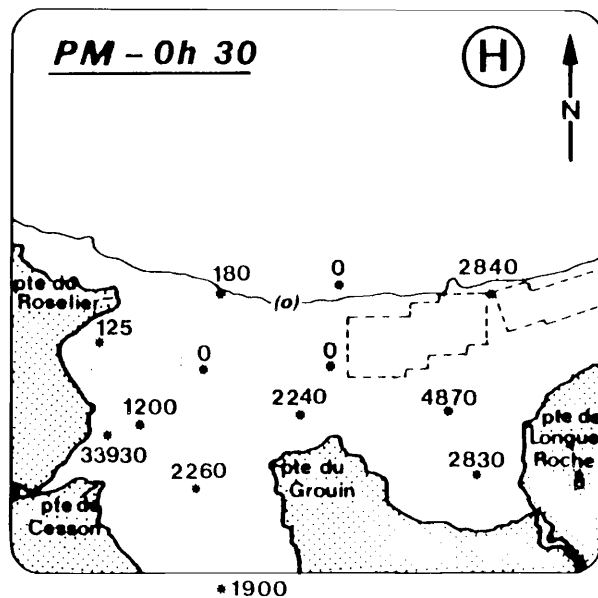 PM - 0h 30
H
N
180
0
2840
pte du
Roselier
(o)
125
0
0
2240
4870
1200
pte de
Longue
Roche
33930
2260
pte du
Grouin
2830
pte de
Cesson
1900